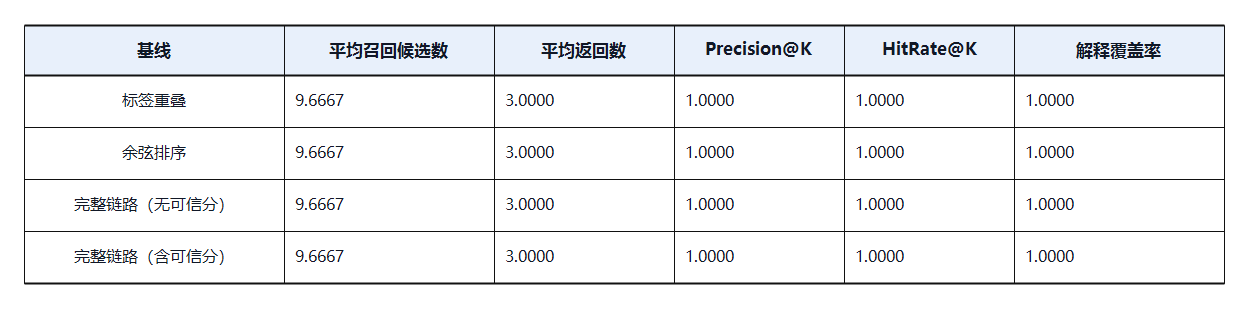 基线 平均召回候选数 平均返回数 Precision@K HitRate@K 解释覆盖率
标签重叠 9.6667 3.0000 1.0000 1.0000 1.0000
余弦排序 9.6667 3.0000 1.0000 1.0000 1.0000
完整链路（无可信分） 9.6667 3.0000 1.0000 1.0000 1.0000
完整链路（含可信分） 9.6667 3.0000 1.0000 1.0000 1.0000